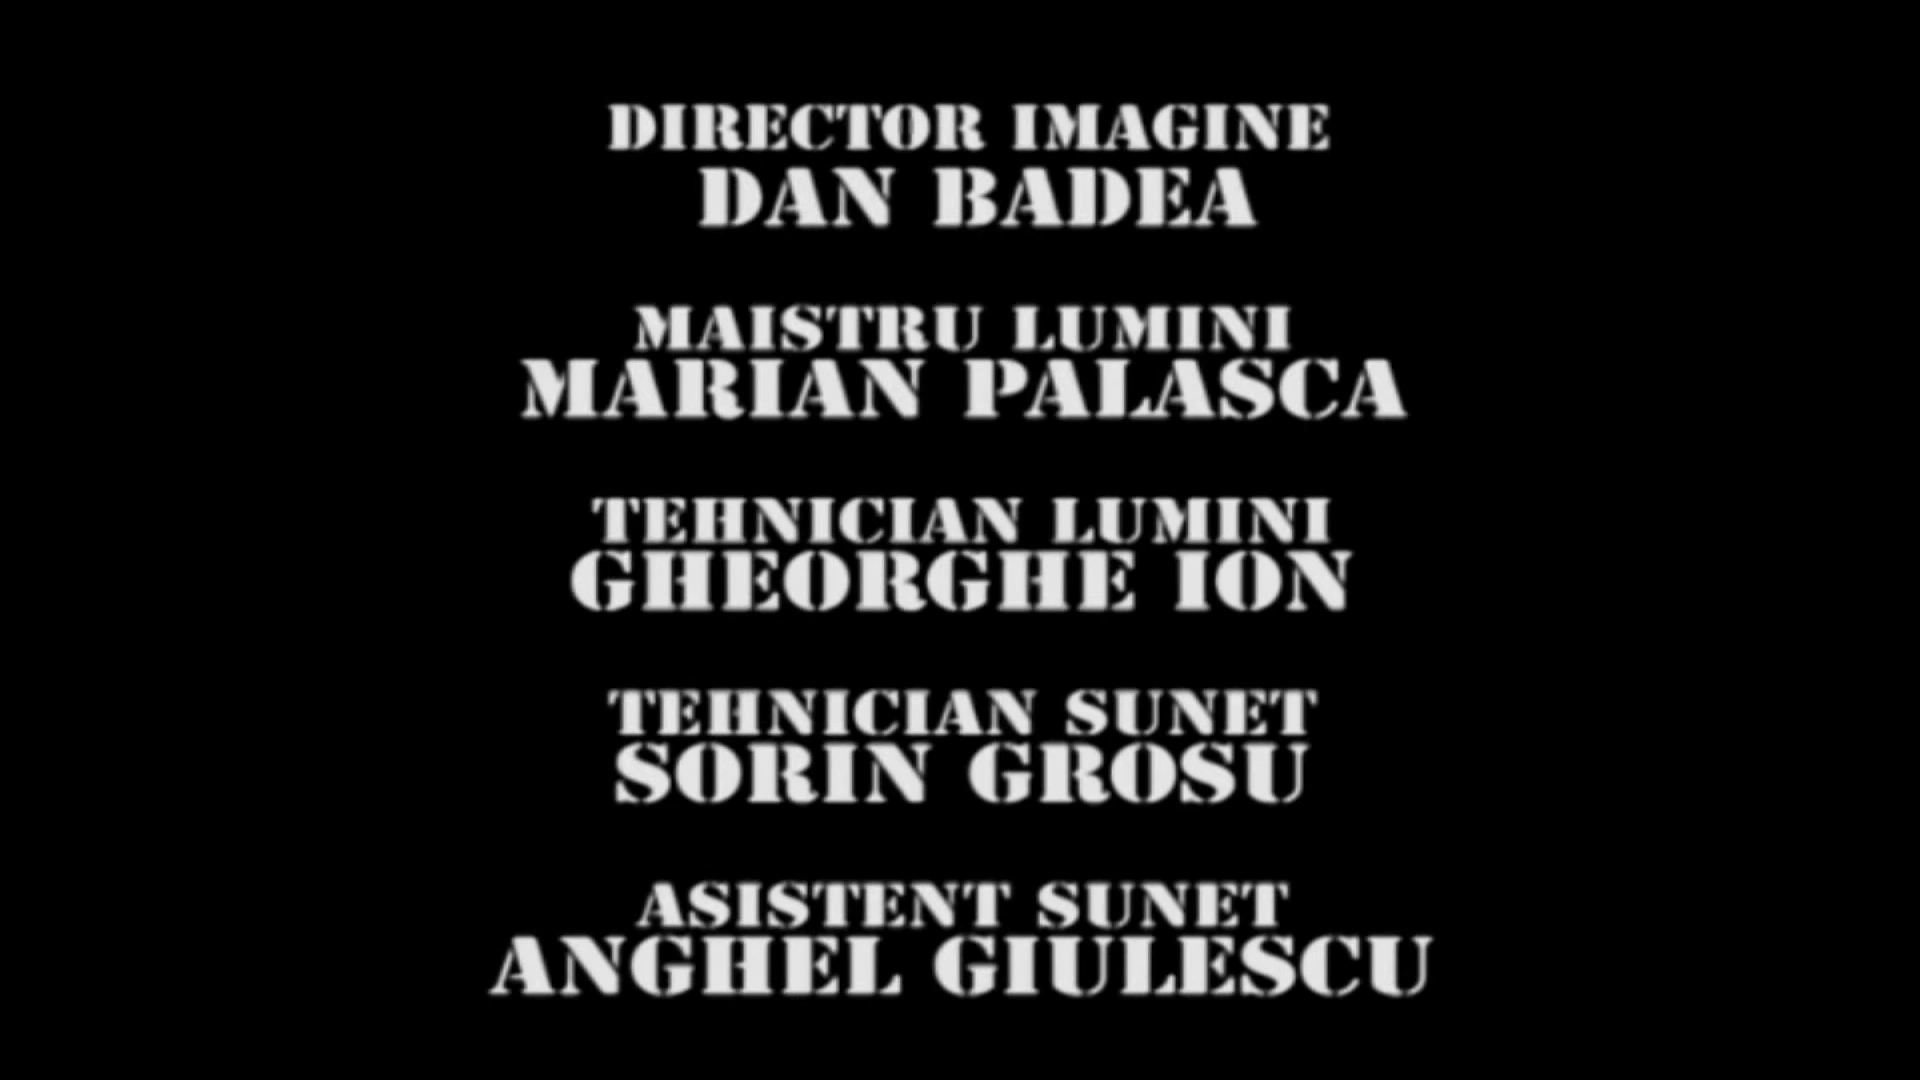 DIRECTOR IMAGINE
DAN BADEA
MAISTRU LUMINI
MARIAN PALASCA
TEHNICIAN LUMINI
GHEORGHE ION
TEHNICIAN SUNET
SORIN GROSU
ASISTENT SUNET
ANGHEL GIULESCU